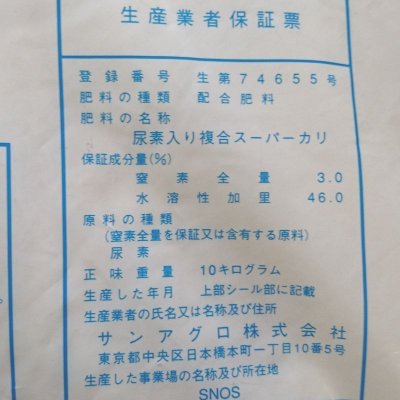 生産業者保証票
登録番号 生第74655号
肥料の種類 配合肥料
肥料の名称
尿素入り複合スーパーカリ
保証成分量(%)
窒素全量 3.0
水溶性加里 46.0
原料の種類
(窒素全量を保証又は含有する原料)
尿素
正味重量 10キログラム
生産した年月 上部シール部に記載
生産業者の氏名又は名称及び住所
サンアグロ株式会社
東京都中央区日本橋本町一丁目10番5号
生産した事業場の名称及び所在地
SNOS